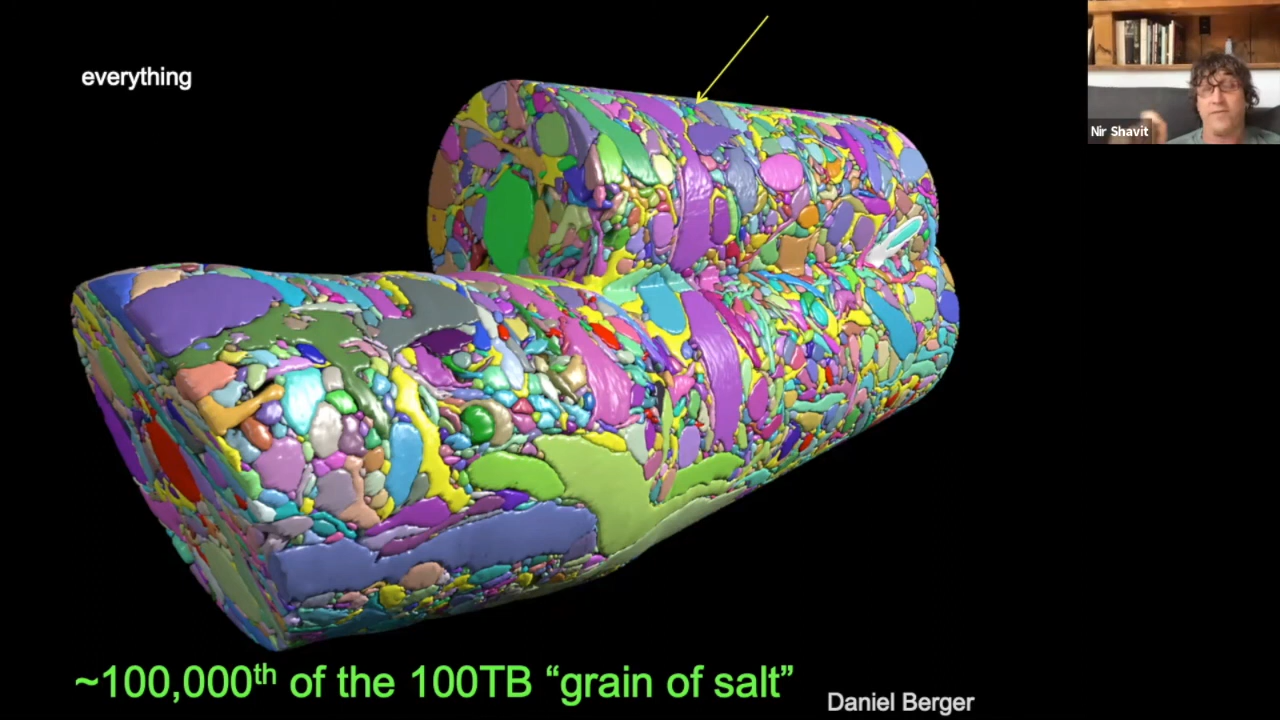 everything
Nir Shavit
~100,000th of the 100TB “grain of salt”
Daniel Berger